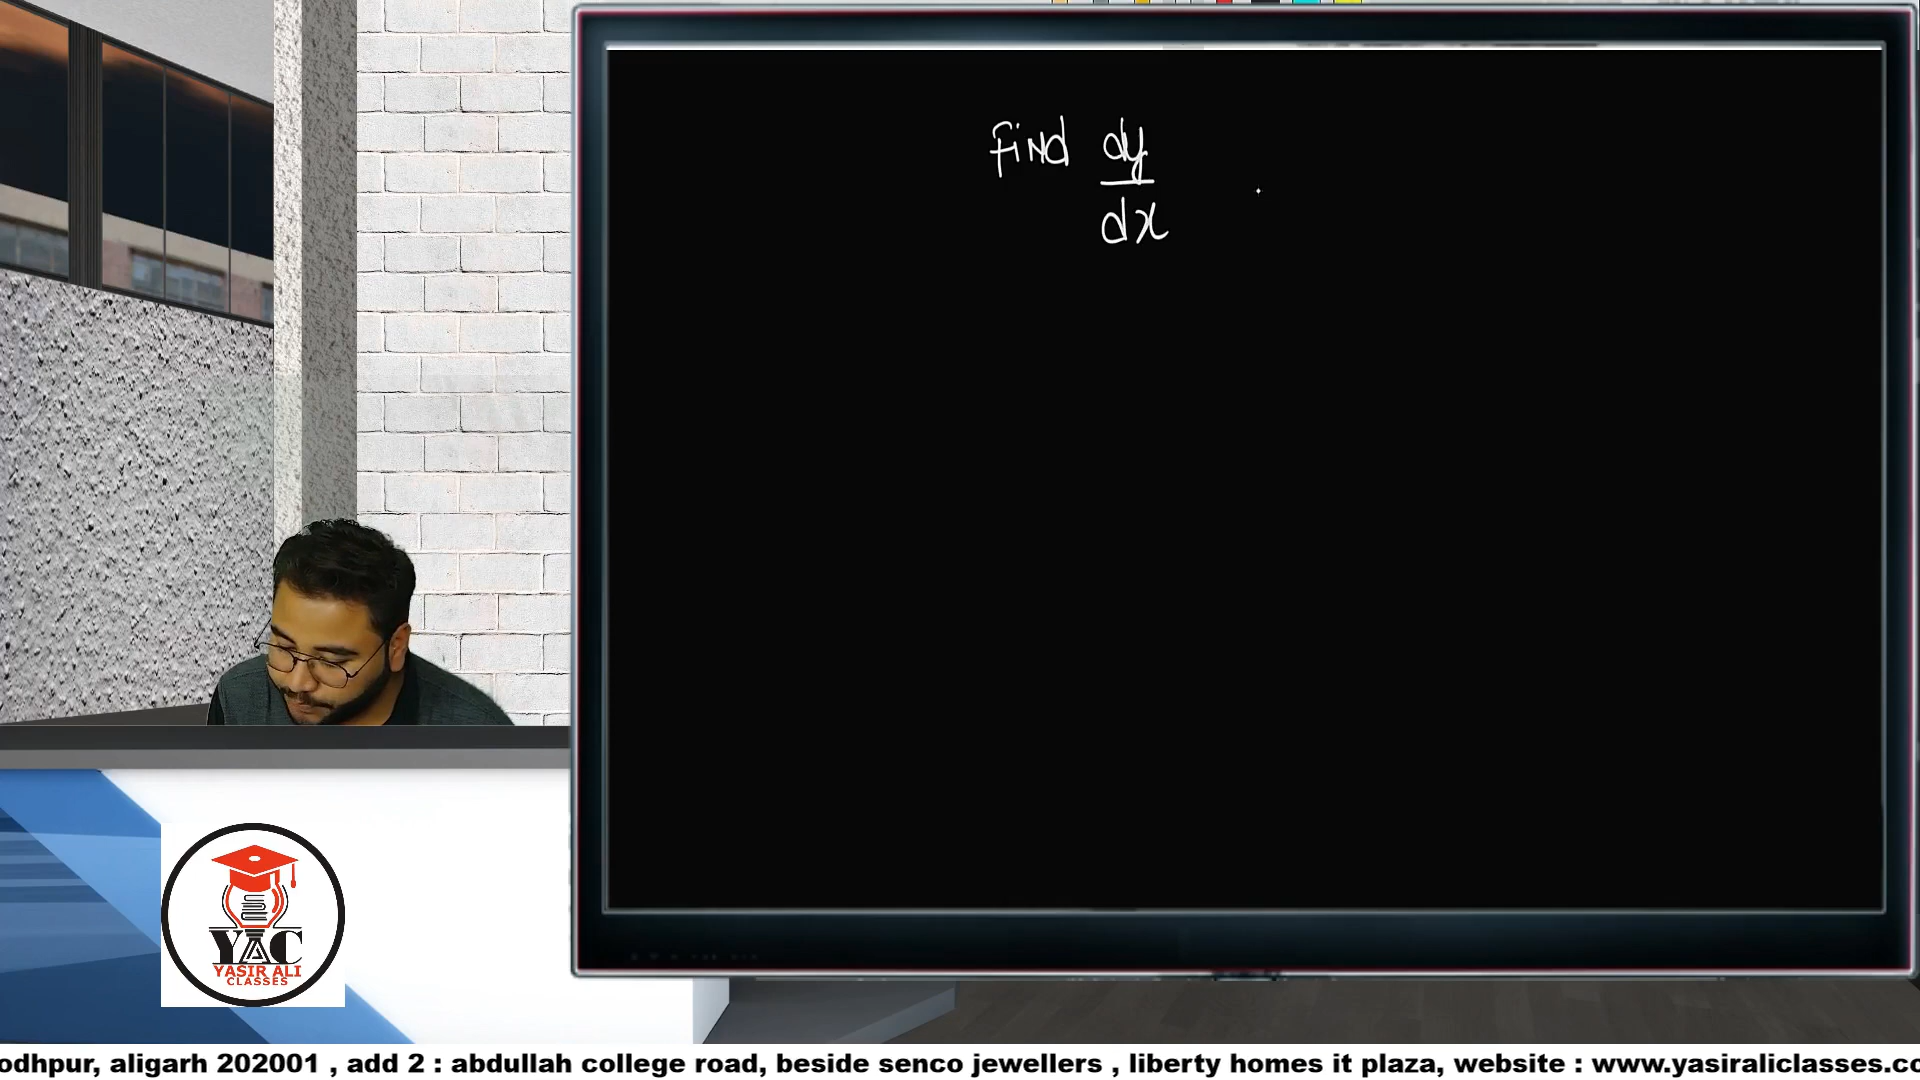 Find dy
dx
YAC
YASIR ALI
CLASSES
odhpur, aligarh 202001 , add 2 : abdullah college road, beside senco jewellers , liberty homes it plaza, website : www.yasiraliclasses.co